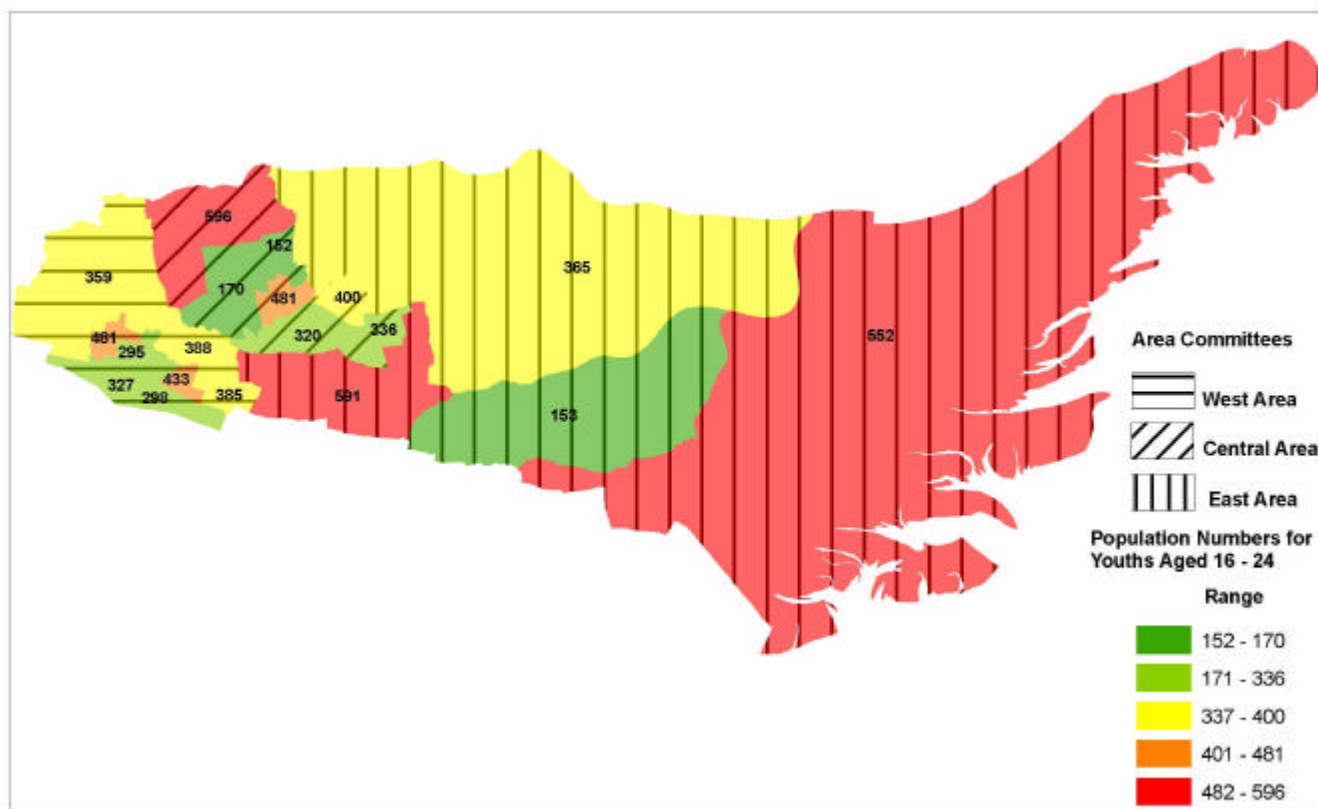 596
152
359
170
481
400
365
481
320
336
552
295
388
327
433
298
385
591
153
Area Committees
West Area
Central Area
East Area
Population Numbers for
Youths Aged 16 - 24
Range
152 - 170
171 - 336
337 - 400
401 - 481
482 - 596